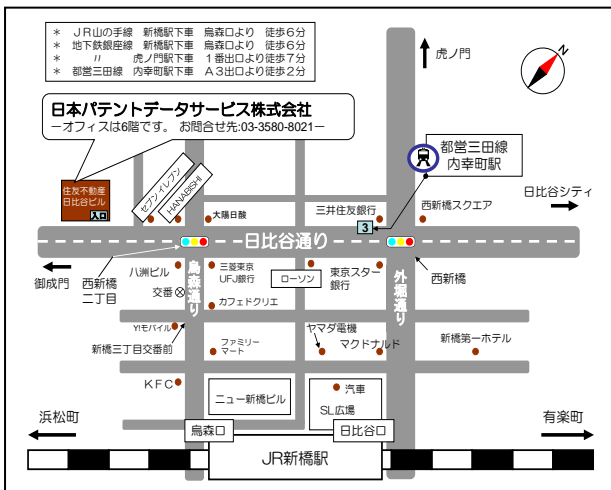 ＊　ＪＲ山の手線　新橋駅下車　烏森口より　徒歩６分
＊　地下鉄銀座線　新橋駅下車　烏森口より　徒歩６分
＊　〃　虎ノ門駅下車　１番出口より徒歩７分
＊　都営三田線　内幸町駅下車　Ａ３出口より徒歩２分
虎ノ門
N
日本パテントデータサービス株式会社
－オフィスは6階です。 お問合せ先:03-3580-8021－
都営三田線
内幸町駅
住友不動産
日比谷ビル
入口
セブンイレブン
HANABISHI
大陽日酸
三井住友銀行
3
西新橋スクエア
日比谷シティ
日比谷通り
御成門
西新橋
二丁目
八洲ビル
交番
烏森通り
三菱東京
UFJ銀行
カフェドクリエ
ローソン
東京スター
銀行
外堀通り
西新橋
Y!モバイル
新橋三丁目交番前
ファミリー
マート
ヤマダ電機
マクドナルド
新橋第一ホテル
ＫＦＣ
ニュー新橋ビル
汽車
SL広場
浜松町
烏森口
日比谷口
有楽町
JR新橋駅